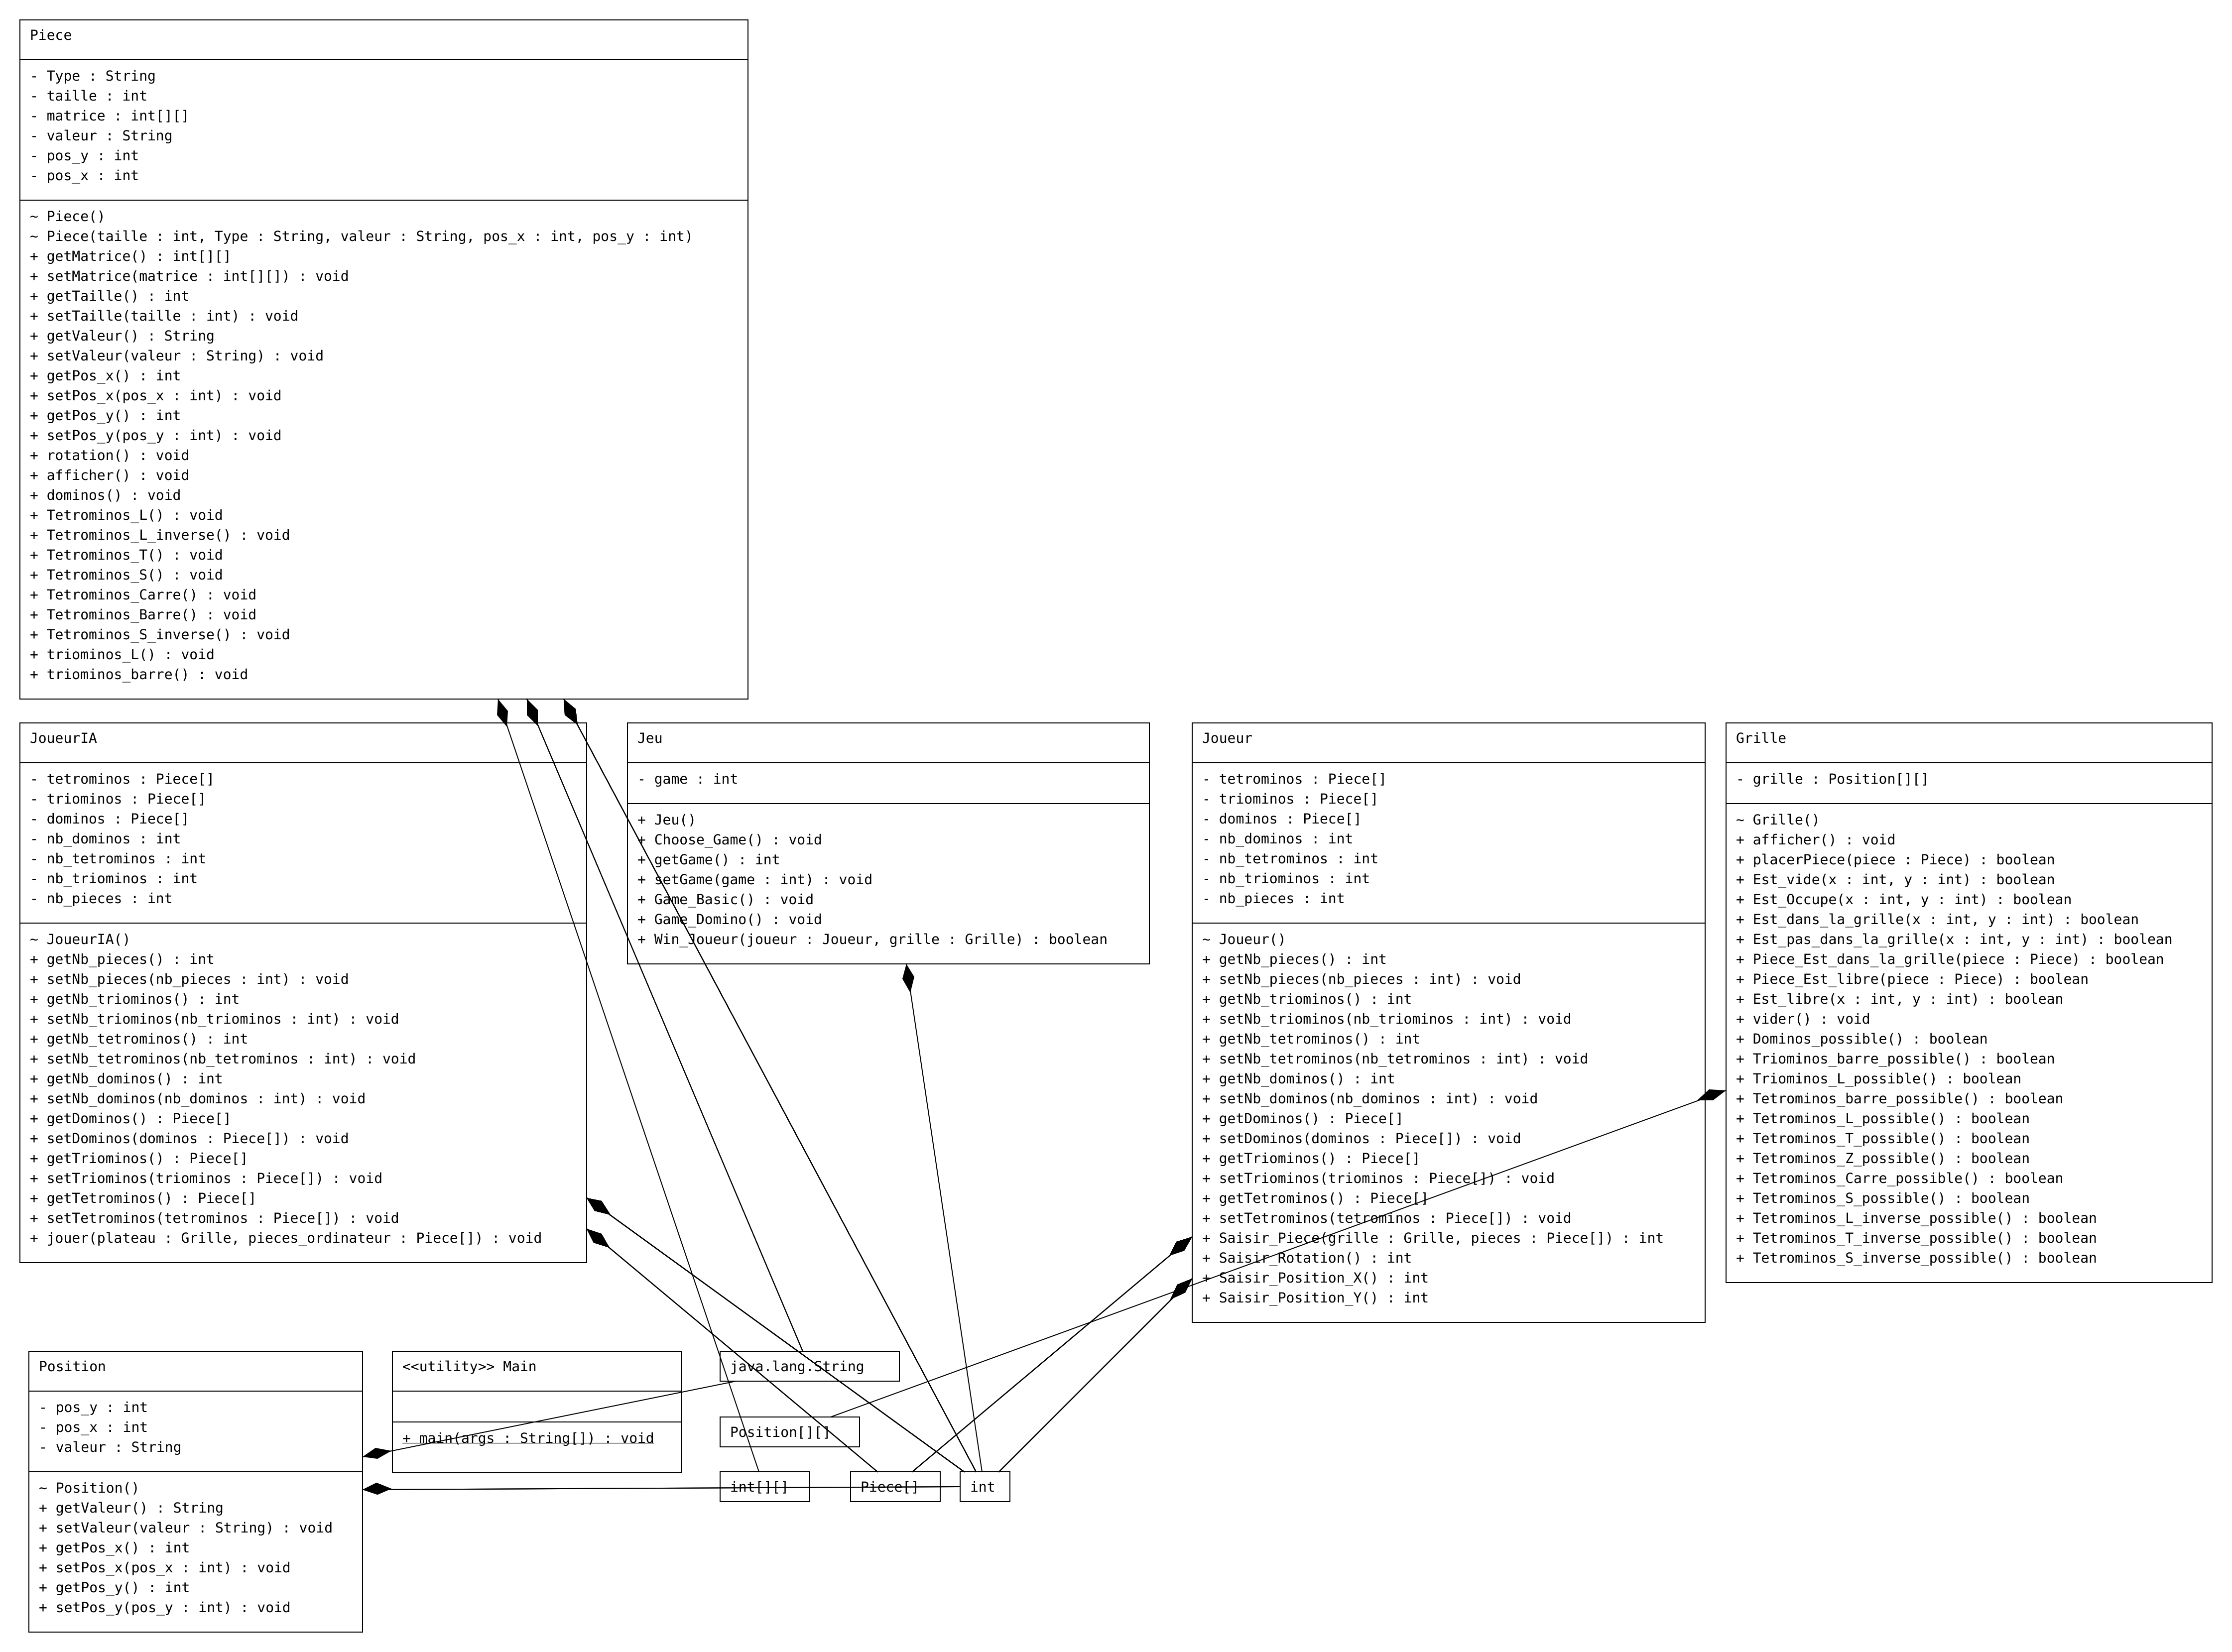 Piece
- Type : String
- taille : int
- matrice : int[][]
- valeur : String
- pos_y : int
- pos_x : int
~ Piece()
~ Piece(taille : int, Type : String, valeur : String, pos_x : int, pos_y : int)
+ getMatrice() : int[][]
+ setMatrice(matrice : int[][]) : void
+ getTaille() : int
+ setTaille(taille : int) : void
+ getValeur() : String
+ setValeur(valeur : String) : void
+ getPos_x() : int
+ setPos_x(pos_x : int) : void
+ getPos_y() : int
+ setPos_y(pos_y : int) : void
+ rotation() : void
+ afficher() : void
+ dominos() : void
+ Tetrominos_L() : void
+ Tetrominos_L_inverse() : void
+ Tetrominos_T() : void
+ Tetrominos_S() : void
+ Tetrominos_Carre() : void
+ Tetrominos_Barre() : void
+ Tetrominos_S_inverse() : void
+ triominos_L() : void
+ triominos_barre() : void
JoueurIA
- tetrominos : Piece[]
- triominos : Piece[]
- dominos : Piece[]
- nb_dominos : int
- nb_tetrominos : int
- nb_triominos : int
- nb_pieces : int
~ JoueurIA()
+ getNb_pieces() : int
+ setNb_pieces(nb_pieces : int) : void
+ getNb_triominos() : int
+ setNb_triominos(nb_triominos : int) : void
+ getNb_tetrominos() : int
+ setNb_tetrominos(nb_tetrominos : int) : void
+ getNb_dominos() : int
+ setNb_dominos(nb_dominos : int) : void
+ getDominos() : Piece[]
+ setDominos(dominos : Piece[]) : void
+ getTriominos() : Piece[]
+ setTriominos(triominos : Piece[]) : void
+ getTetrominos() : Piece[]
+ setTetrominos(tetrominos : Piece[]) : void
+ jouer(plateau : Grille, pieces_ordinateur : Piece[]) : void
Jeu
- game : int
+ Jeu()
+ Choose_Game() : void
+ getGame() : int
+ setGame(game : int) : void
+ Game_Basic() : void
+ Game_Domino() : void
+ Win_Joueur(joueur : Joueur, grille : Grille) : boolean
Joueur
- tetrominos : Piece[]
- triominos : Piece[]
- dominos : Piece[]
- nb_dominos : int
- nb_tetrominos : int
- nb_triominos : int
- nb_pieces : int
~ Joueur()
+ getNb_pieces() : int
+ setNb_pieces(nb_pieces : int) : void
+ getNb_triominos() : int
+ setNb_triominos(nb_triominos : int) : void
+ getNb_tetrominos() : int
+ setNb_tetrominos(nb_tetrominos : int) : void
+ getNb_dominos() : int
+ setNb_dominos(nb_dominos : int) : void
+ getDominos() : Piece[]
+ setDominos(dominos : Piece[]) : void
+ getTriominos() : Piece[]
+ setTriominos(triominos : Piece[]) : void
+ getTetrominos() : Piece[]
+ setTetrominos(tetrominos : Piece[]) : void
+ Saisir_Piece(grille : Grille, pieces : Piece[]) : int
+ Saisir_Rotation() : int
+ Saisir_Position_X() : int
+ Saisir_Position_Y() : int
Grille
- grille : Position[][]
~ Grille()
+ afficher() : void
+ placerPiece(piece : Piece) : boolean
+ Est_vide(x : int, y : int) : boolean
+ Est_Occupe(x : int, y : int) : boolean
+ Est_dans_la_grille(x : int, y : int) : boolean
+ Est_pas_dans_la_grille(x : int, y : int) : boolean
+ Piece_Est_dans_la_grille(piece : Piece) : boolean
+ Piece_Est_libre(piece : Piece) : boolean
+ Est_libre(x : int, y : int) : boolean
+ vider() : void
+ Dominos_possible() : boolean
+ Triominos_barre_possible() : boolean
+ Triominos_L_possible() : boolean
+ Tetrominos_barre_possible() : boolean
+ Tetrominos_L_possible() : boolean
+ Tetrominos_T_possible() : boolean
+ Tetrominos_Z_possible() : boolean
+ Tetrominos_Carre_possible() : boolean
+ Tetrominos_S_possible() : boolean
+ Tetrominos_L_inverse_possible() : boolean
+ Tetrominos_T_inverse_possible() : boolean
+ Tetrominos_S_inverse_possible() : boolean
Position
- pos_y : int
- pos_x : int
- valeur : String
~ Position()
+ getValeur() : String
+ setValeur(valeur : String) : void
+ getPos_x() : int
+ setPos_x(pos_x : int) : void
+ getPos_y() : int
+ setPos_y(pos_y : int) : void
<<utility>> Main
+ main(args : String[]) : void
java.lang.String
Position[][]
int[][]
Piece[]
int